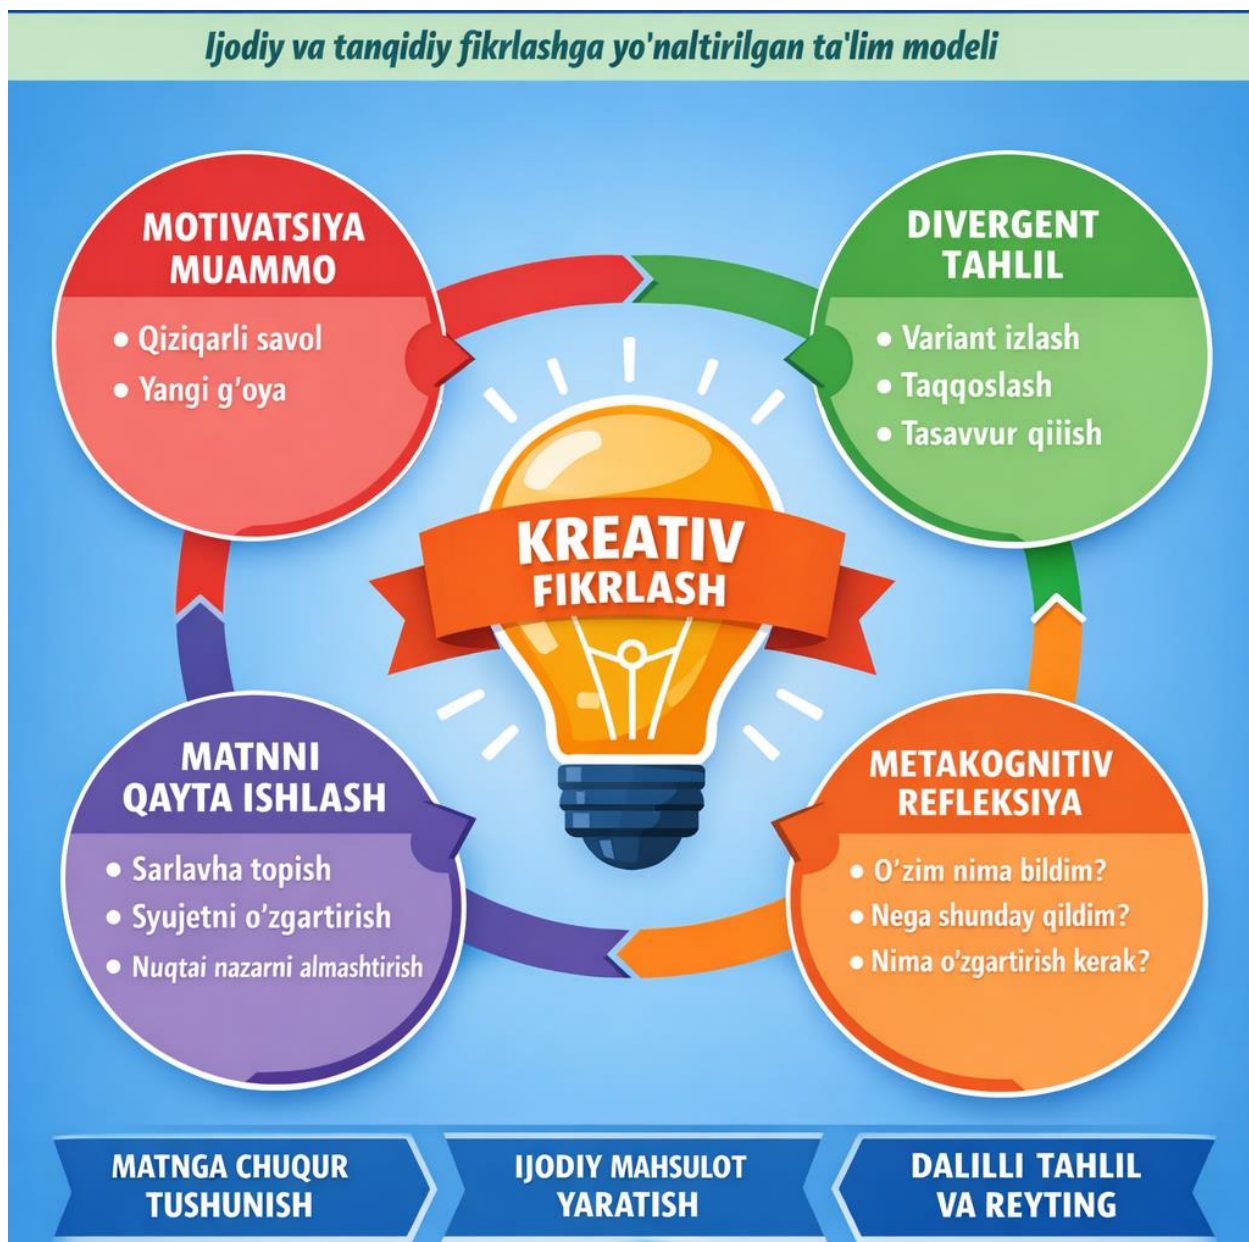 Ijodiy va tanqidiy fikrlashga yo'naltirilgan ta'lim modeli
MOTIVATSIYA
MUAMMO
• Qiziqarli savol
• Yangi g'oya
DIVERGENT
TAHLIL
• Variant izlash
• Taqqoslash
• Tasavvur qiiish
KREATIV
FIKRLASH
MATNNI
QAYTA ISHLASH
• Sarlavha topish
• Syujetni o'zgartirish
• Nuqtai nazarni almashtirish
METAKOGNITIV
REFLEKSIYA
• O'zim nima bildim?
• Nega shunday qildim?
• Nima o'zgartirish kerak?
MATNGA CHUQUR
TUSHUNISH
IJODIY MAHSULOT
YARATISH
DALILLI TAHLIL
VA REYTING